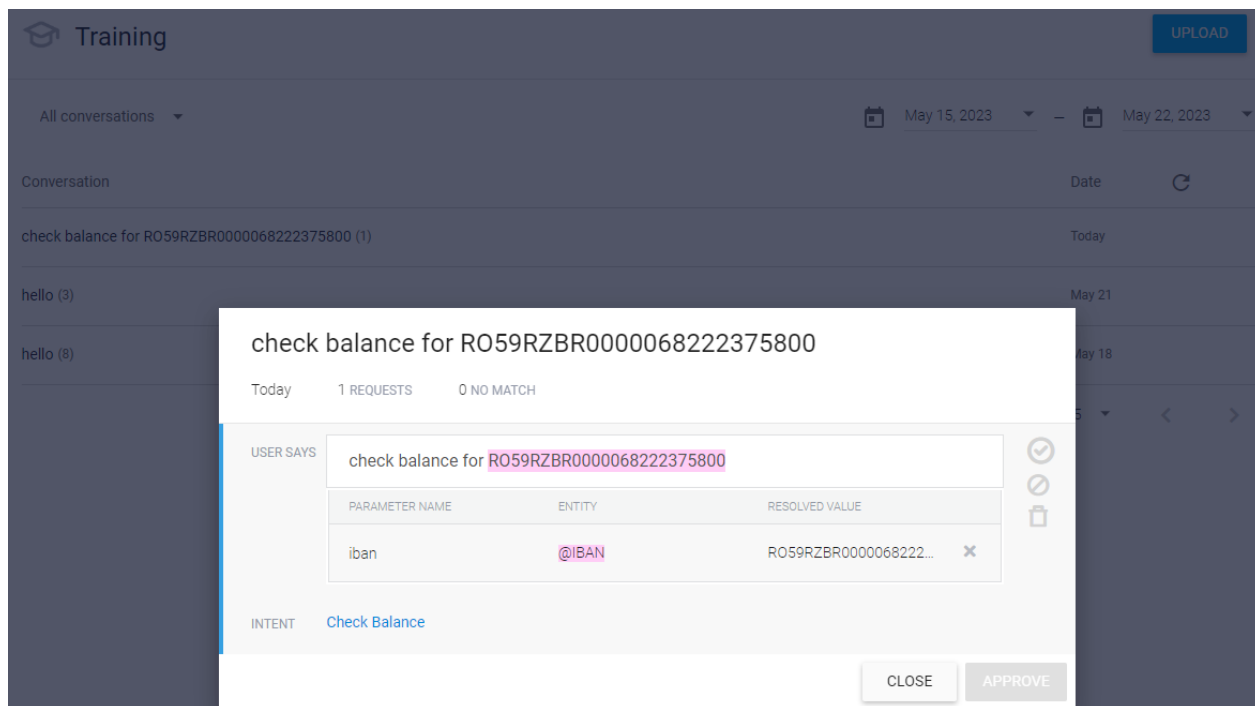 Training
UPLOAD
All conversations
May 15, 2023 – May 22, 2023
Conversation Date
check balance for RO59RZBR0000068222375800 (1) Today
hello (3) May 21
hello (8) May 18
check balance for RO59RZBR0000068222375800
Today 1 REQUESTS 0 NO MATCH
USER SAYS check balance for RO59RZBR0000068222375800
PARAMETER NAME ENTITY RESOLVED VALUE
iban @IBAN RO59RZBR0000068222...
INTENT Check Balance
CLOSE APPROVE